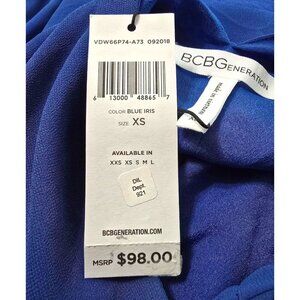 VDW66P74-A73 092018
6 13000 48865 7
COLOR: BLUE IRIS
SIZE: XS
AVAILABLE IN
XXS XS S M L
DIL
Dept.
921
BCBGENERATION.COM
MSRP $98.00
BCBGENERATION